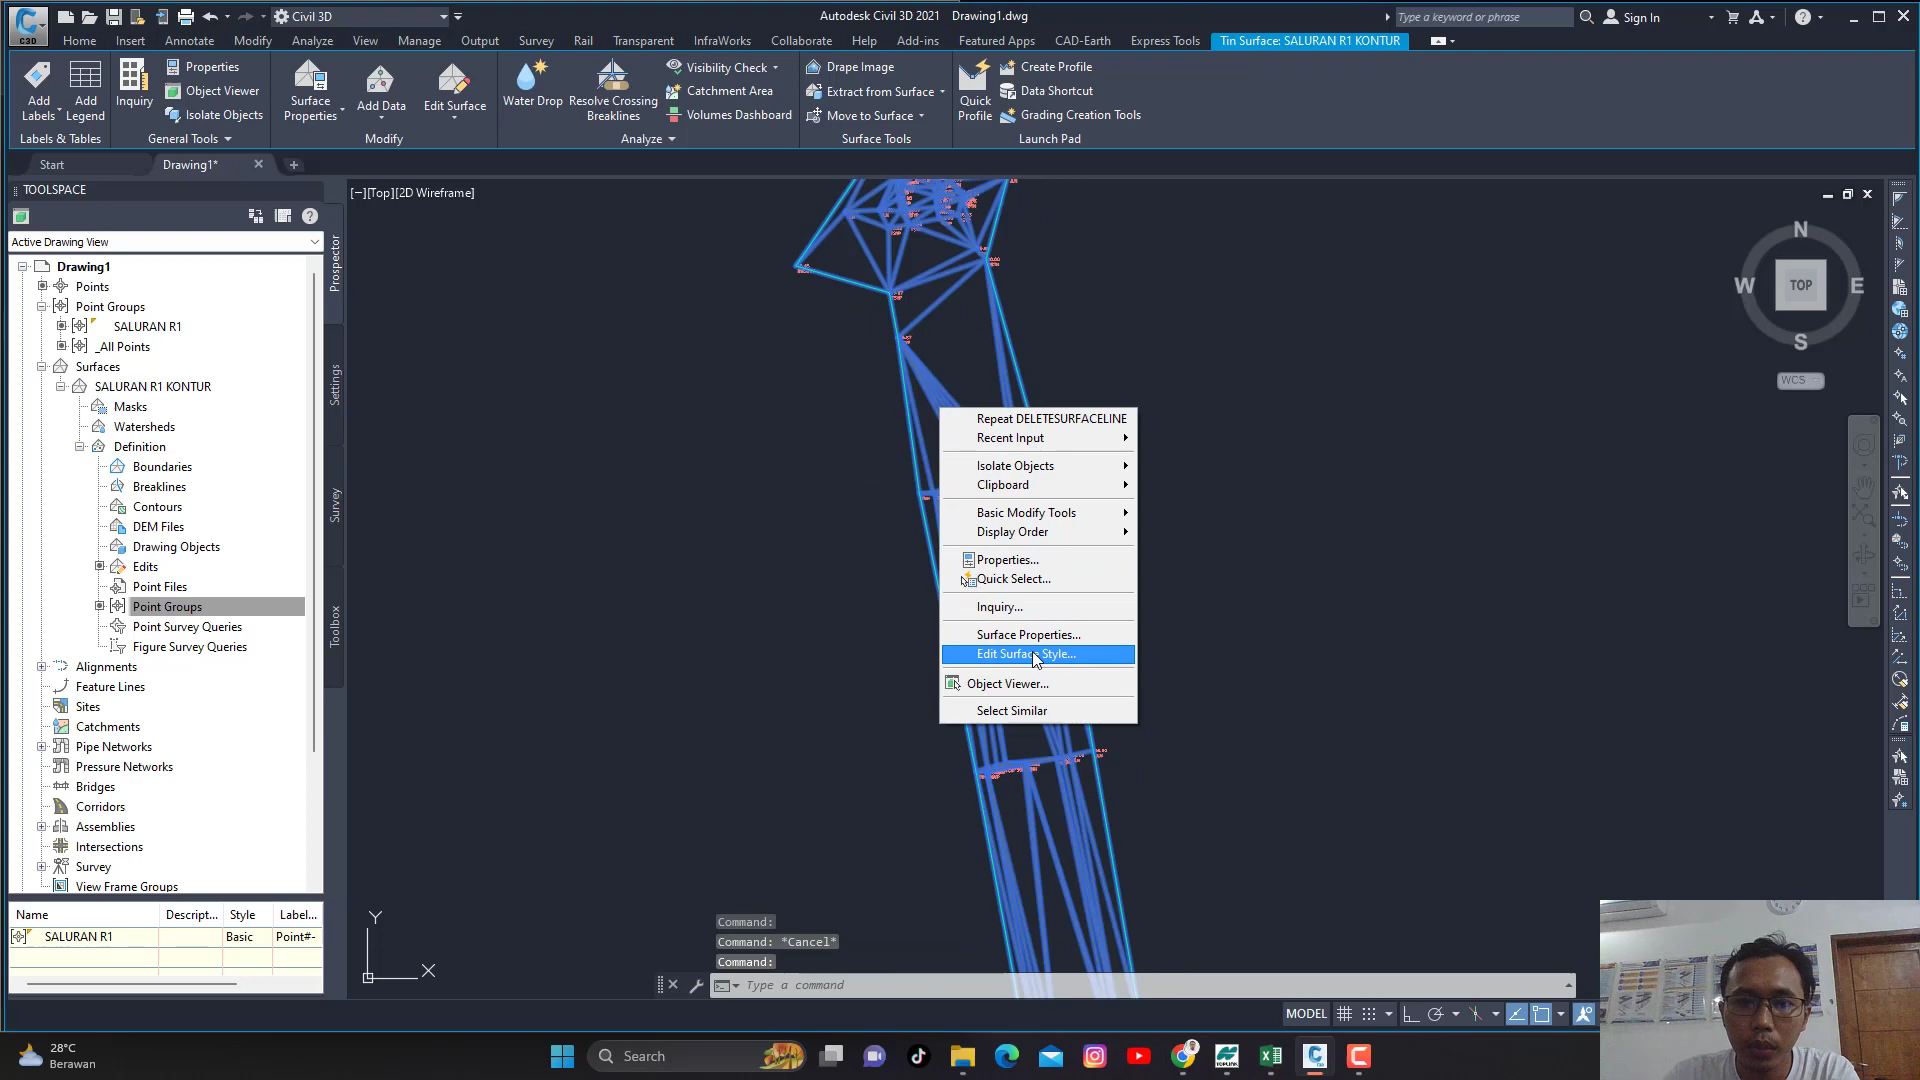 C3D
Civil 3D
Autodesk Civil 3D 2021 Drawing1.dwg
Type a keyword or phrase
Sign In
Home Insert Annotate Modify Analyze View Manage Output Survey Rail Transparent InfraWorks Collaborate Help Add-ins Featured Apps CAD-Earth Express Tools Tin Surface: SALURAN R1 KONTUR
Add Labels
Add Legend
Inquiry
Properties
Object Viewer
Isolate Objects
Surface Properties
Add Data
Edit Surface
Water Drop
Resolve Crossing Breaklines
Visibility Check
Catchment Area
Volumes Dashboard
Drape Image
Extract from Surface
Move to Surface
Quick Profile
Create Profile
Data Shortcut
Grading Creation Tools
Labels & Tables General Tools Modify Analyze Surface Tools Launch Pad
Start Drawing1*
TOOLSPACE
Active Drawing View
Drawing1
Points
Point Groups
SALURAN R1
_All Points
Surfaces
SALURAN R1 KONTUR
Masks
Watersheds
Definition
Boundaries
Breaklines
Contours
DEM Files
Drawing Objects
Edits
Point Files
Point Groups
Point Survey Queries
Figure Survey Queries
Alignments
Feature Lines
Sites
Catchments
Pipe Networks
Pressure Networks
Bridges
Corridors
Assemblies
Intersections
Survey
View Frame Groups
Prospector
Settings
Survey
Toolbox
Name Descript... Style Label...
SALURAN R1 Basic Point#-
[−][Top][2D Wireframe]
N
W TOP E
S
WCS
Repeat DELETESURFACELINE
Recent Input
Isolate Objects
Clipboard
Basic Modify Tools
Display Order
Properties...
Quick Select...
Inquiry...
Surface Properties...
Edit Surface Style...
Object Viewer...
Select Similar
Y
X
Command:
Command: *Cancel*
Command:
Type a command
MODEL
28°C
Berawan
Search